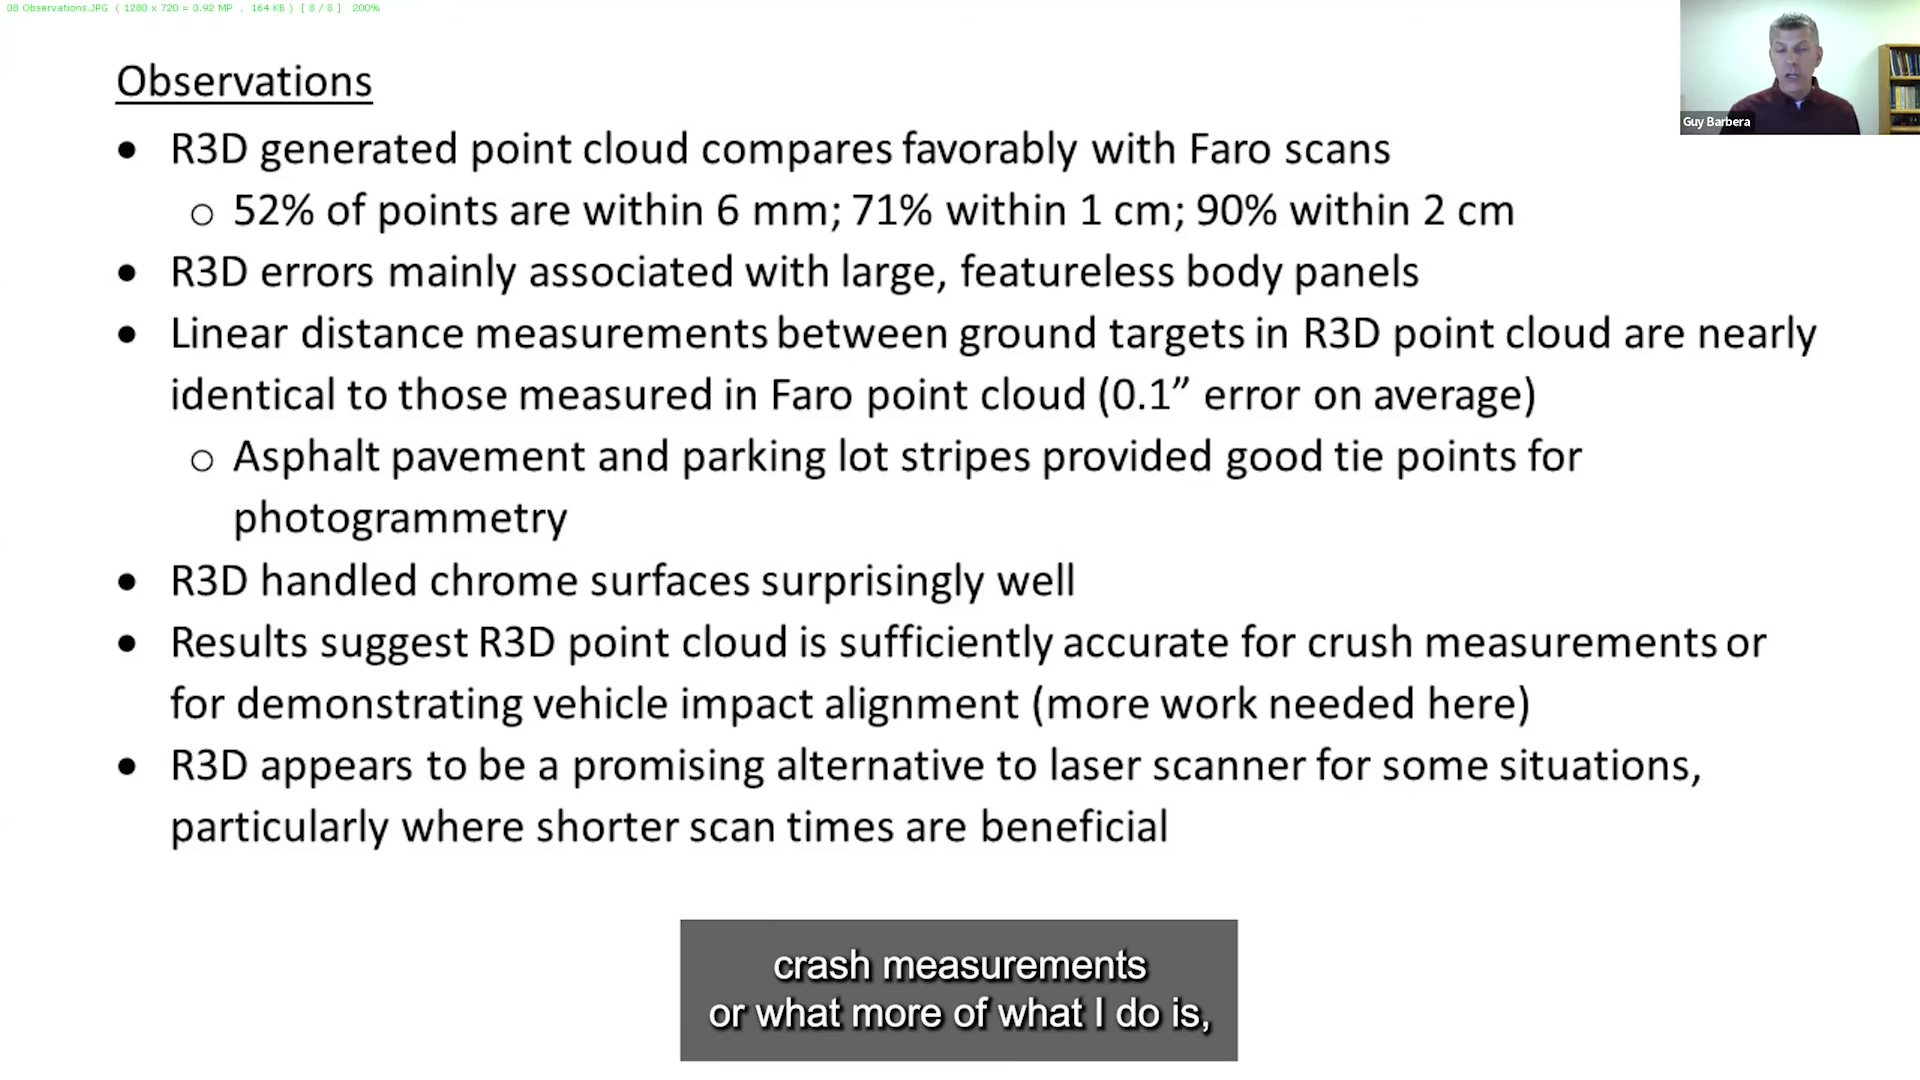 08 Observations.JPG ( 1280 x 720 = 0.92 MP , 164 KB ) [ 8 / 8 ] 200%
Guy Barbera
Observations
• R3D generated point cloud compares favorably with Faro scans
o 52% of points are within 6 mm; 71% within 1 cm; 90% within 2 cm
• R3D errors mainly associated with large, featureless body panels
• Linear distance measurements between ground targets in R3D point cloud are nearly
identical to those measured in Faro point cloud (0.1” error on average)
o Asphalt pavement and parking lot stripes provided good tie points for
photogrammetry
• R3D handled chrome surfaces surprisingly well
• Results suggest R3D point cloud is sufficiently accurate for crush measurements or
for demonstrating vehicle impact alignment (more work needed here)
• R3D appears to be a promising alternative to laser scanner for some situations,
particularly where shorter scan times are beneficial
crash measurements
or what more of what I do is,